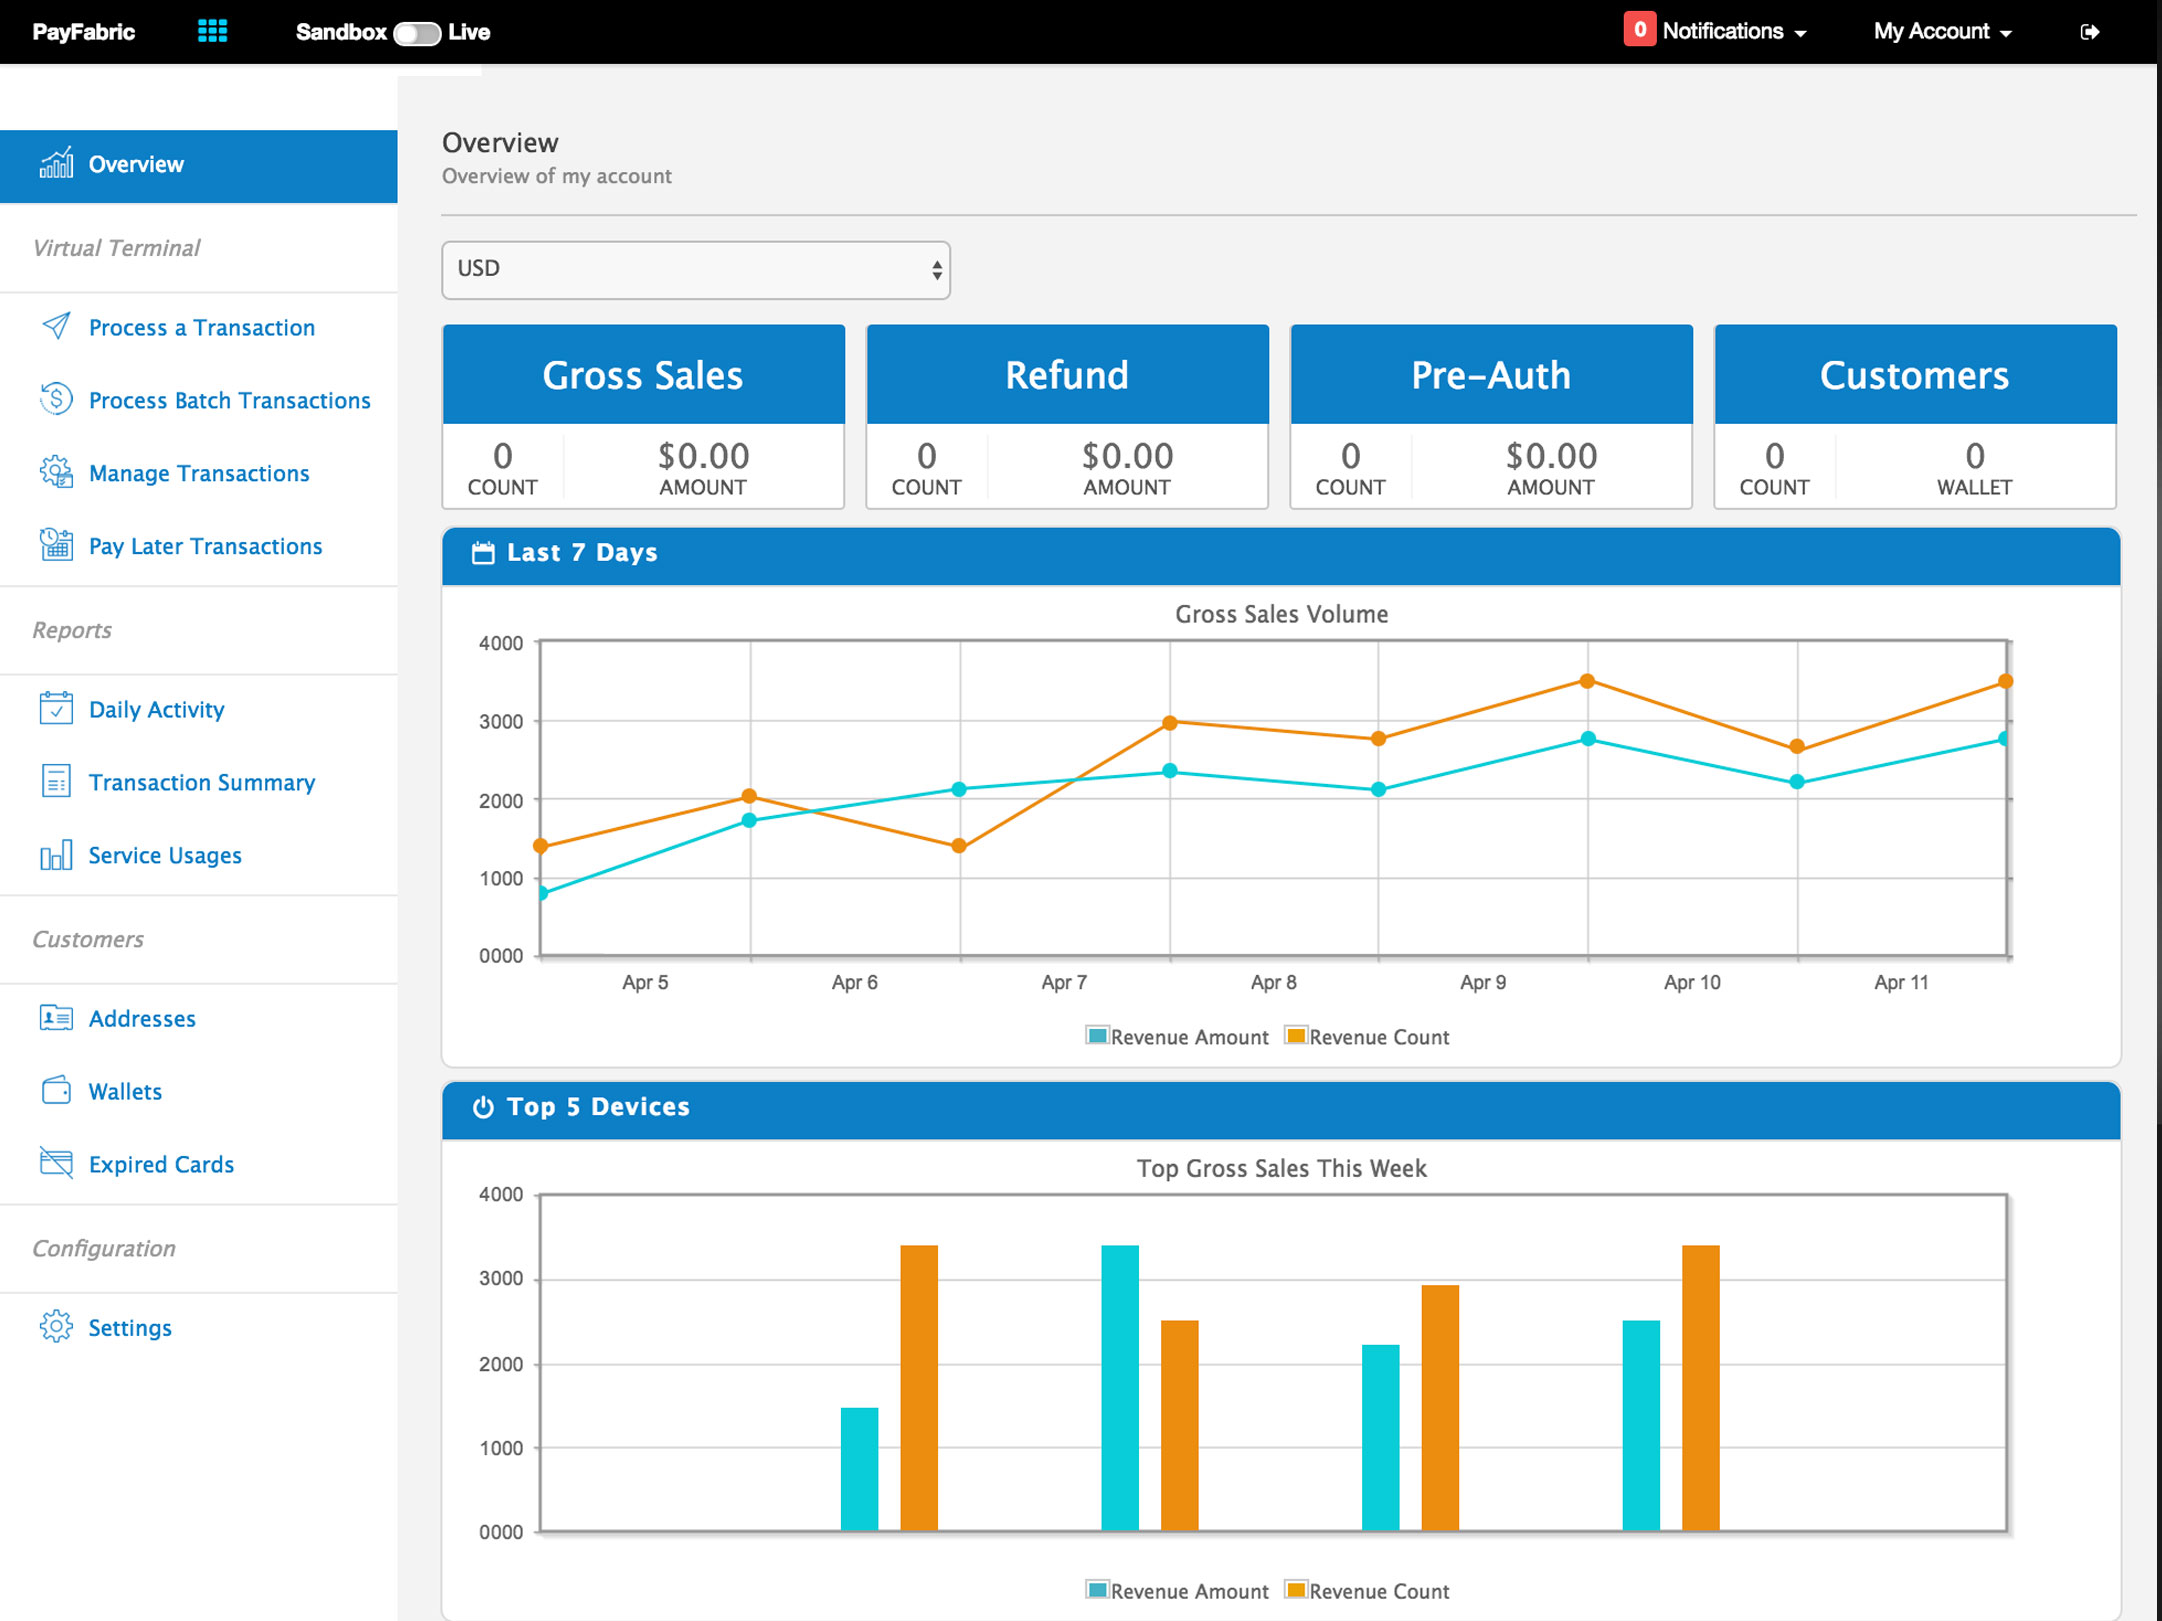 PayFabric
Sandbox Live
0 Notifications
My Account
Overview
Virtual Terminal
Process a Transaction
Process Batch Transactions
Manage Transactions
Pay Later Transactions
Reports
Daily Activity
Transaction Summary
Service Usages
Customers
Addresses
Wallets
Expired Cards
Configuration
Settings
Overview
Overview of my account
USD
Gross Sales
0 $0.00
COUNT AMOUNT
Refund
0 $0.00
COUNT AMOUNT
Pre-Auth
0 $0.00
COUNT AMOUNT
Customers
0 0
COUNT WALLET
Last 7 Days
Gross Sales Volume
4000
3000
2000
1000
0000
Apr 5 Apr 6 Apr 7 Apr 8 Apr 9 Apr 10 Apr 11
Revenue Amount Revenue Count
Top 5 Devices
Top Gross Sales This Week
4000
3000
2000
1000
0000
Revenue Amount Revenue Count